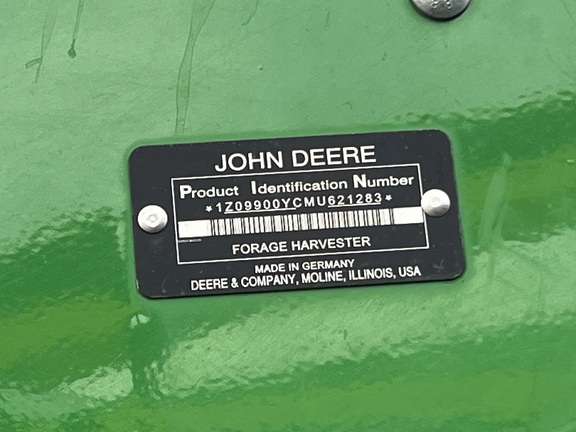 JOHN DEERE
Product Identification Number
*1Z09900YCMU621283*
FORAGE HARVESTER
MADE IN GERMANY
DEERE & COMPANY, MOLINE, ILLINOIS, USA